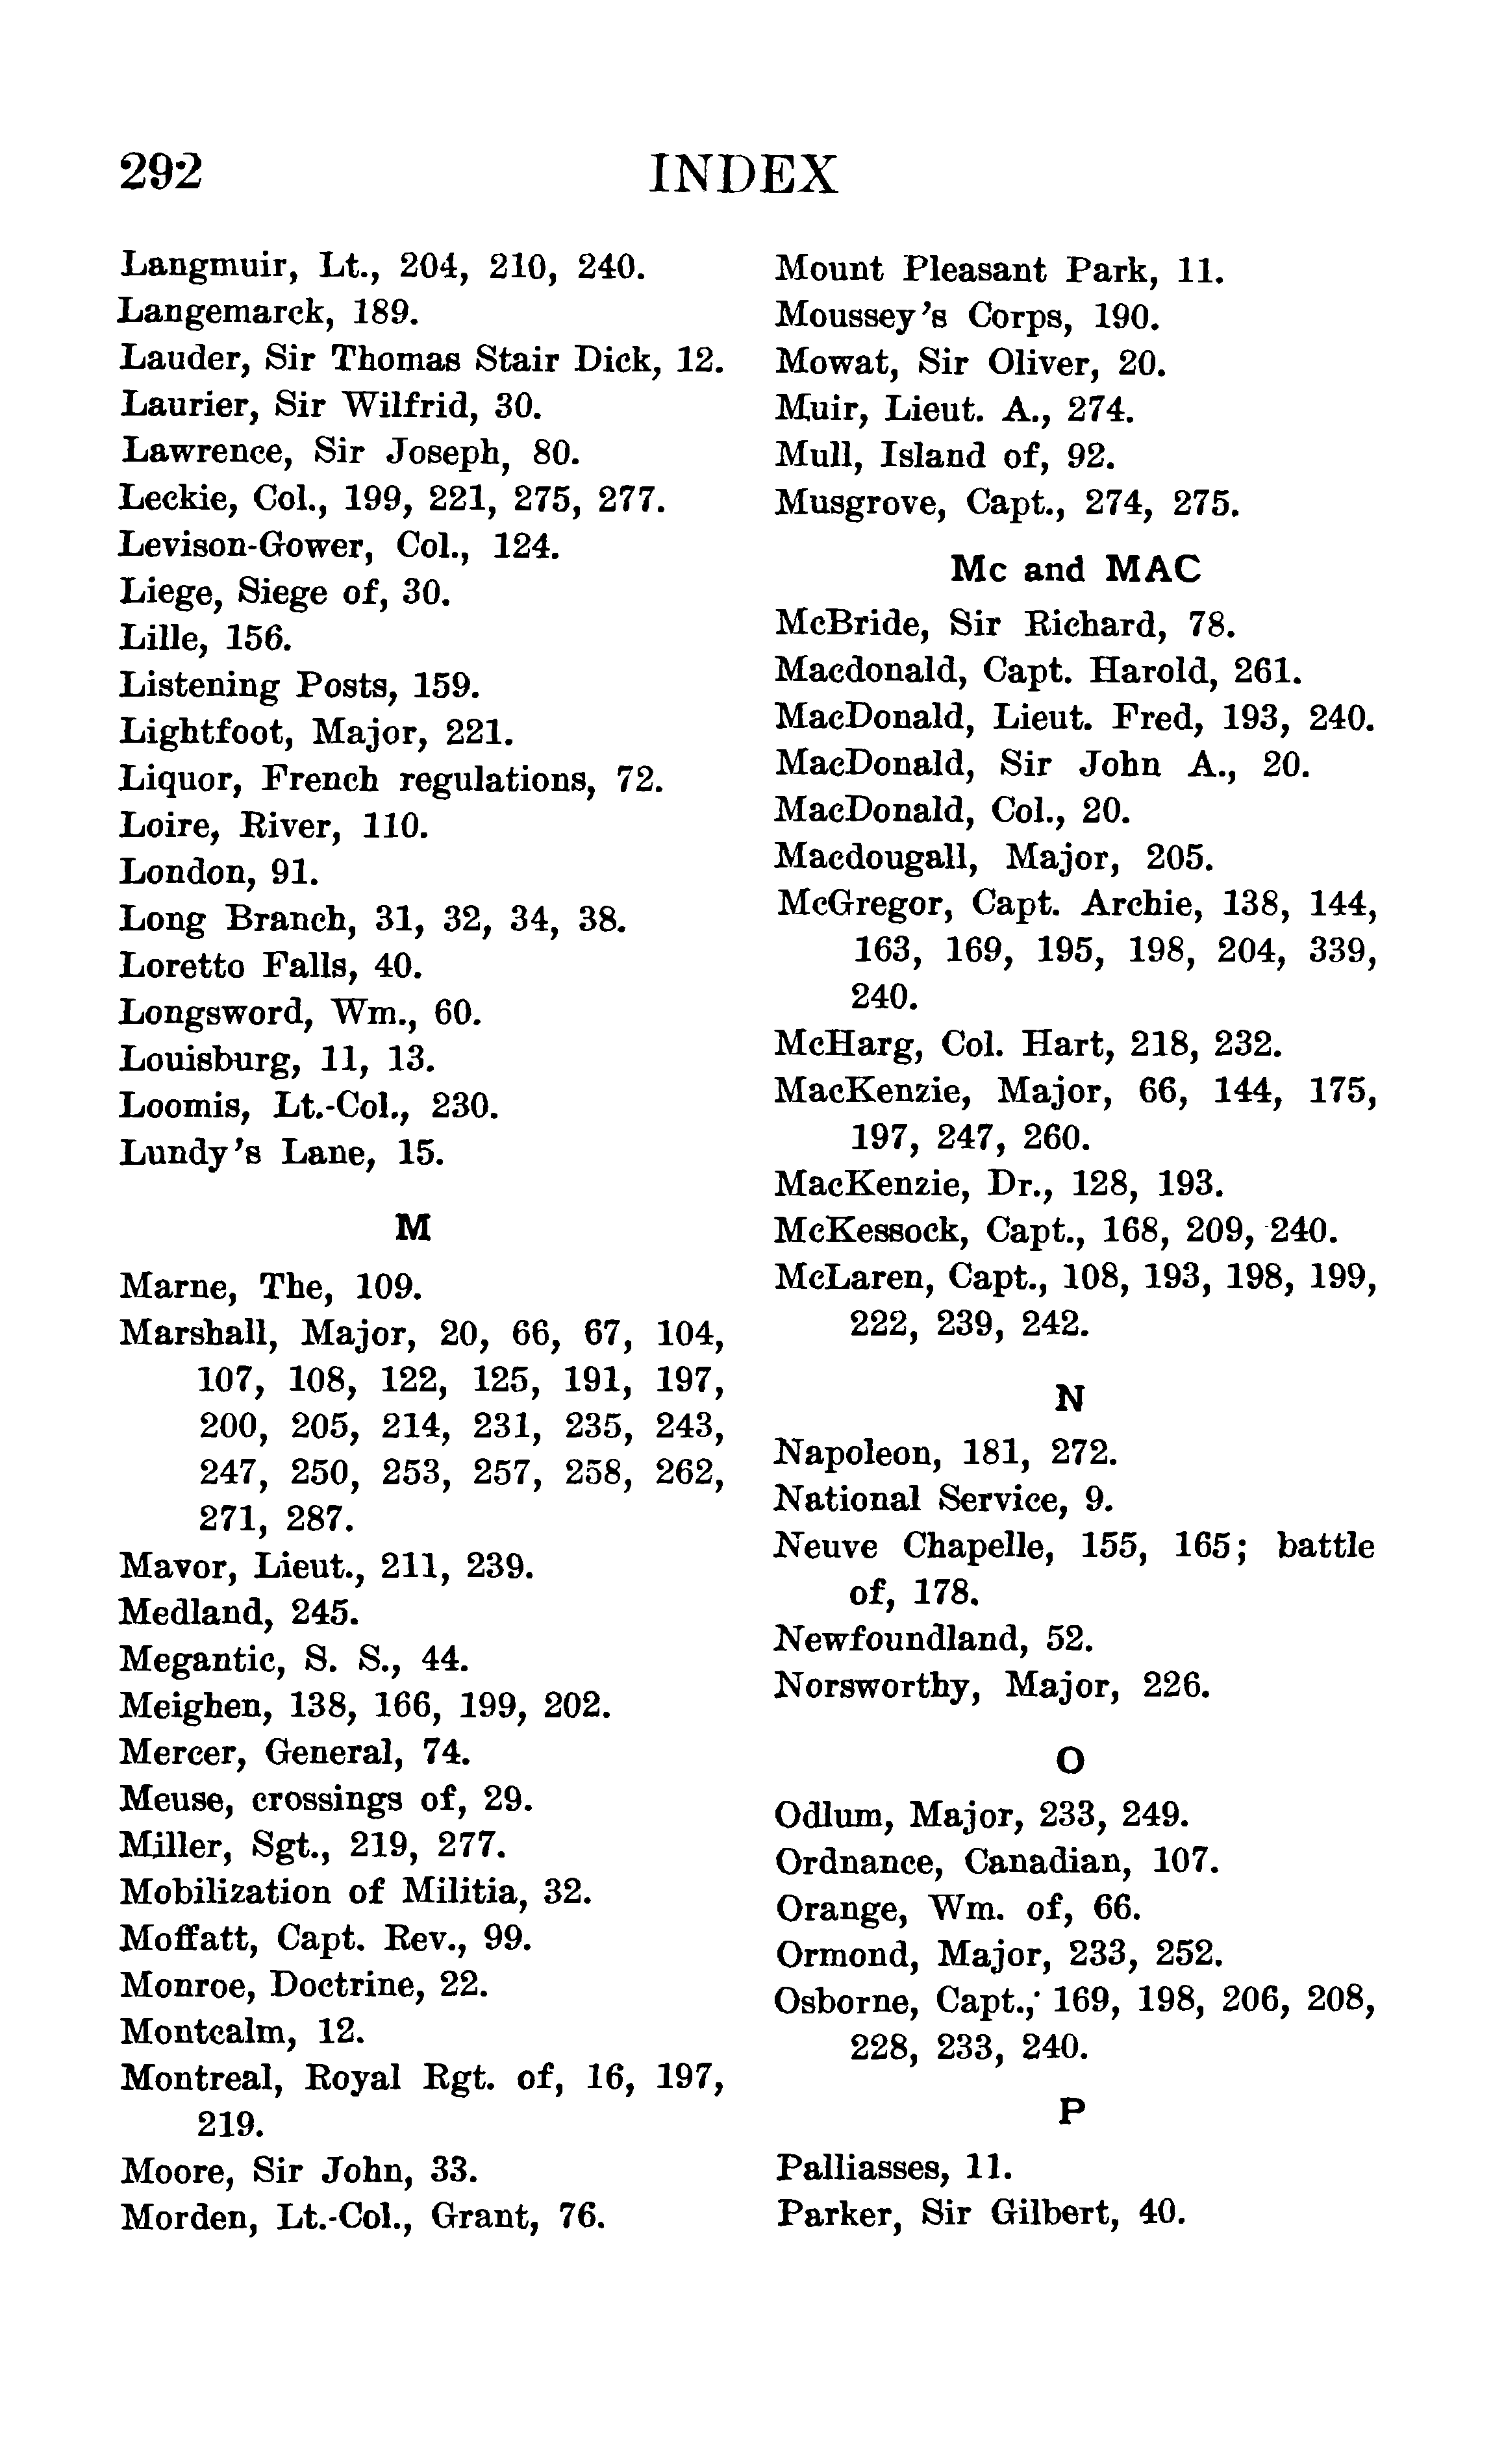 292
INDEX
Langmuir, Lt., 204, 210, 240.
Langemarck, 189.
Lauder, Sir Thomas Stair Dick, 12.
Laurier, Sir Wilfrid, 30.
Lawrence, Sir Joseph, 80.
Leckie, Col., 199, 221, 275, 277.
Levison-Gower, Col., 124.
Liege, Siege of, 30.
Lille, 156.
Listening Posts, 159.
Lightfoot, Major, 221.
Liquor, French regulations, 72.
Loire, River, 110.
London, 91.
Long Branch, 31, 32, 34, 38.
Loretto Falls, 40.
Longsword, Wm., 60.
Louisburg, 11, 13.
Loomis, Lt.-Col., 230.
Lundy's Lane, 15.
M
Marne, The, 109.
Marshall, Major, 20, 66, 67, 104,
107, 108, 122, 125, 191, 197,
200, 205, 214, 231, 235, 243,
247, 250, 253, 257, 258, 262,
271, 287.
Mavor, Lieut., 211, 239.
Medland, 245.
Megantic, S. S., 44.
Meighen, 138, 166, 199, 202.
Mercer, General, 74.
Meuse, crossings of, 29.
Miller, Sgt., 219, 277.
Mobilization of Militia, 32.
Moffatt, Capt. Rev., 99.
Monroe, Doctrine, 22.
Montcalm, 12.
Montreal, Royal Rgt. of, 16, 197,
219.
Moore, Sir John, 33.
Morden, Lt.-Col., Grant, 76.
Mount Pleasant Park, 11.
Moussey's Corps, 190.
Mowat, Sir Oliver, 20.
Muir, Lieut. A., 274.
Mull, Island of, 92.
Musgrove, Capt., 274, 275.
Mc and MAC
McBride, Sir Richard, 78.
Macdonald, Capt. Harold, 261.
MacDonald, Lieut. Fred, 193, 240.
MacDonald, Sir John A., 20.
MacDonald, Col., 20.
Macdougall, Major, 205.
McGregor, Capt. Archie, 138, 144,
163, 169, 195, 198, 204, 339,
240.
McHarg, Col. Hart, 218, 232.
MacKenzie, Major, 66, 144, 175,
197, 247, 260.
MacKenzie, Dr., 128, 193.
McKessock, Capt., 168, 209, 240.
McLaren, Capt., 108, 193, 198, 199,
222, 239, 242.
N
Napoleon, 181, 272.
National Service, 9.
Neuve Chapelle, 155, 165; battle
of, 178.
Newfoundland, 52.
Norsworthy, Major, 226.
O
Odlum, Major, 233, 249.
Ordnance, Canadian, 107.
Orange, Wm. of, 66.
Ormond, Major, 233, 252.
Osborne, Capt., 169, 198, 206, 208,
228, 233, 240.
P
Palliasses, 11.
Parker, Sir Gilbert, 40.